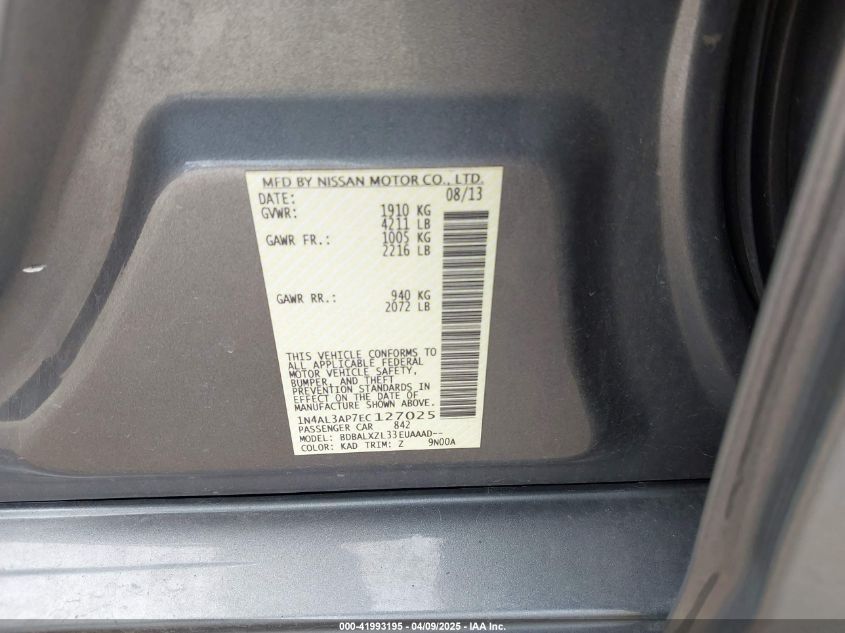 MFD BY NISSAN MOTOR CO., LTD.
DATE: 08/13
GVWR: 1910 KG
4211 LB
GAWR FR.: 1005 KG
2216 LB
GAWR RR.: 940 KG
2072 LB
THIS VEHICLE CONFORMS TO
ALL APPLICABLE FEDERAL
MOTOR VEHICLE SAFETY,
BUMPER, AND THEFT
PREVENTION STANDARDS IN
EFFECT ON THE DATE OF
MANUFACTURE SHOWN ABOVE.
1N4AL3AP7EC127025
PASSENGER CAR 842
MODEL: BDBALXZL33EUAAAD--
COLOR: KAD TRIM: Z 9N00A
000-41993195 - 04/09/2025 - IAA Inc.